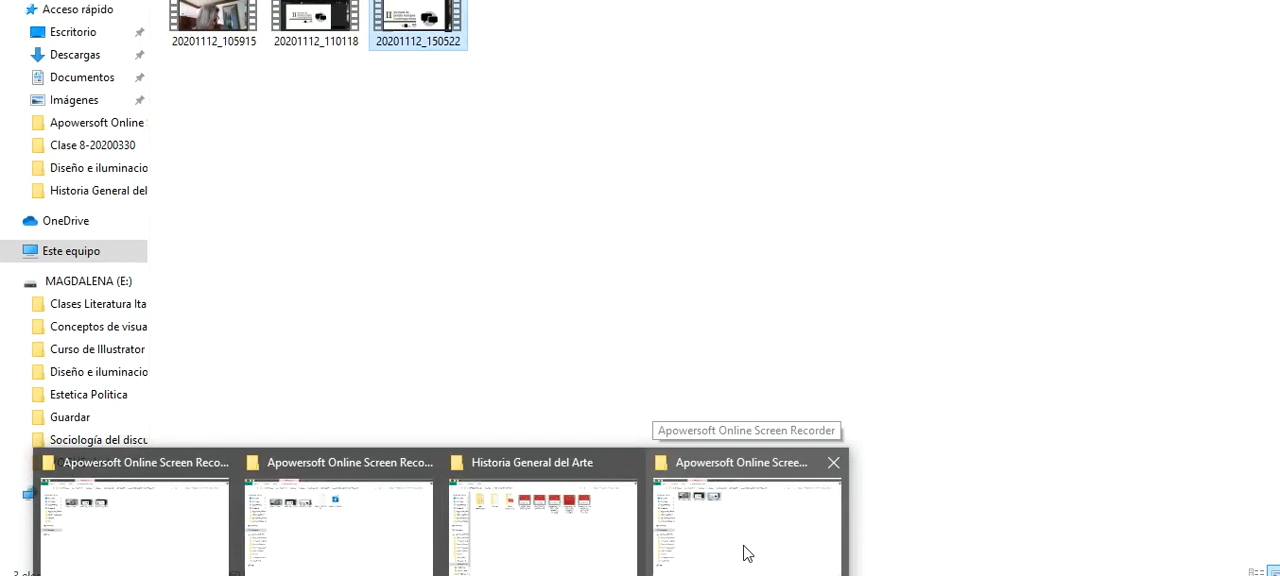 Acceso rápido
Escritorio
Descargas
Documentos
Imágenes
Apowersoft Online
Clase 8-20200330
Diseño e iluminacio
Historia General del
OneDrive
Este equipo
MAGDALENA (E:)
Clases Literatura Ita
Conceptos de visua
Curso de Illustrator
Diseño e iluminacio
Estetica Politica
Guardar
Sociología del discu
20201112_105915
20201112_110118
20201112_150522
Apowersoft Online Screen Recorder
Apowersoft Online Screen Reco...
Apowersoft Online Screen Reco...
Historia General del Arte
Apowersoft Online Scree...